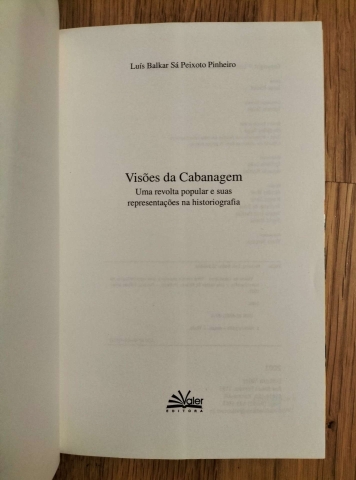 Luís Balkar Sá Peixoto Pinheiro
Visões da Cabanagem
Uma revolta popular e suas
representações na historiografia
Valer
EDITORA